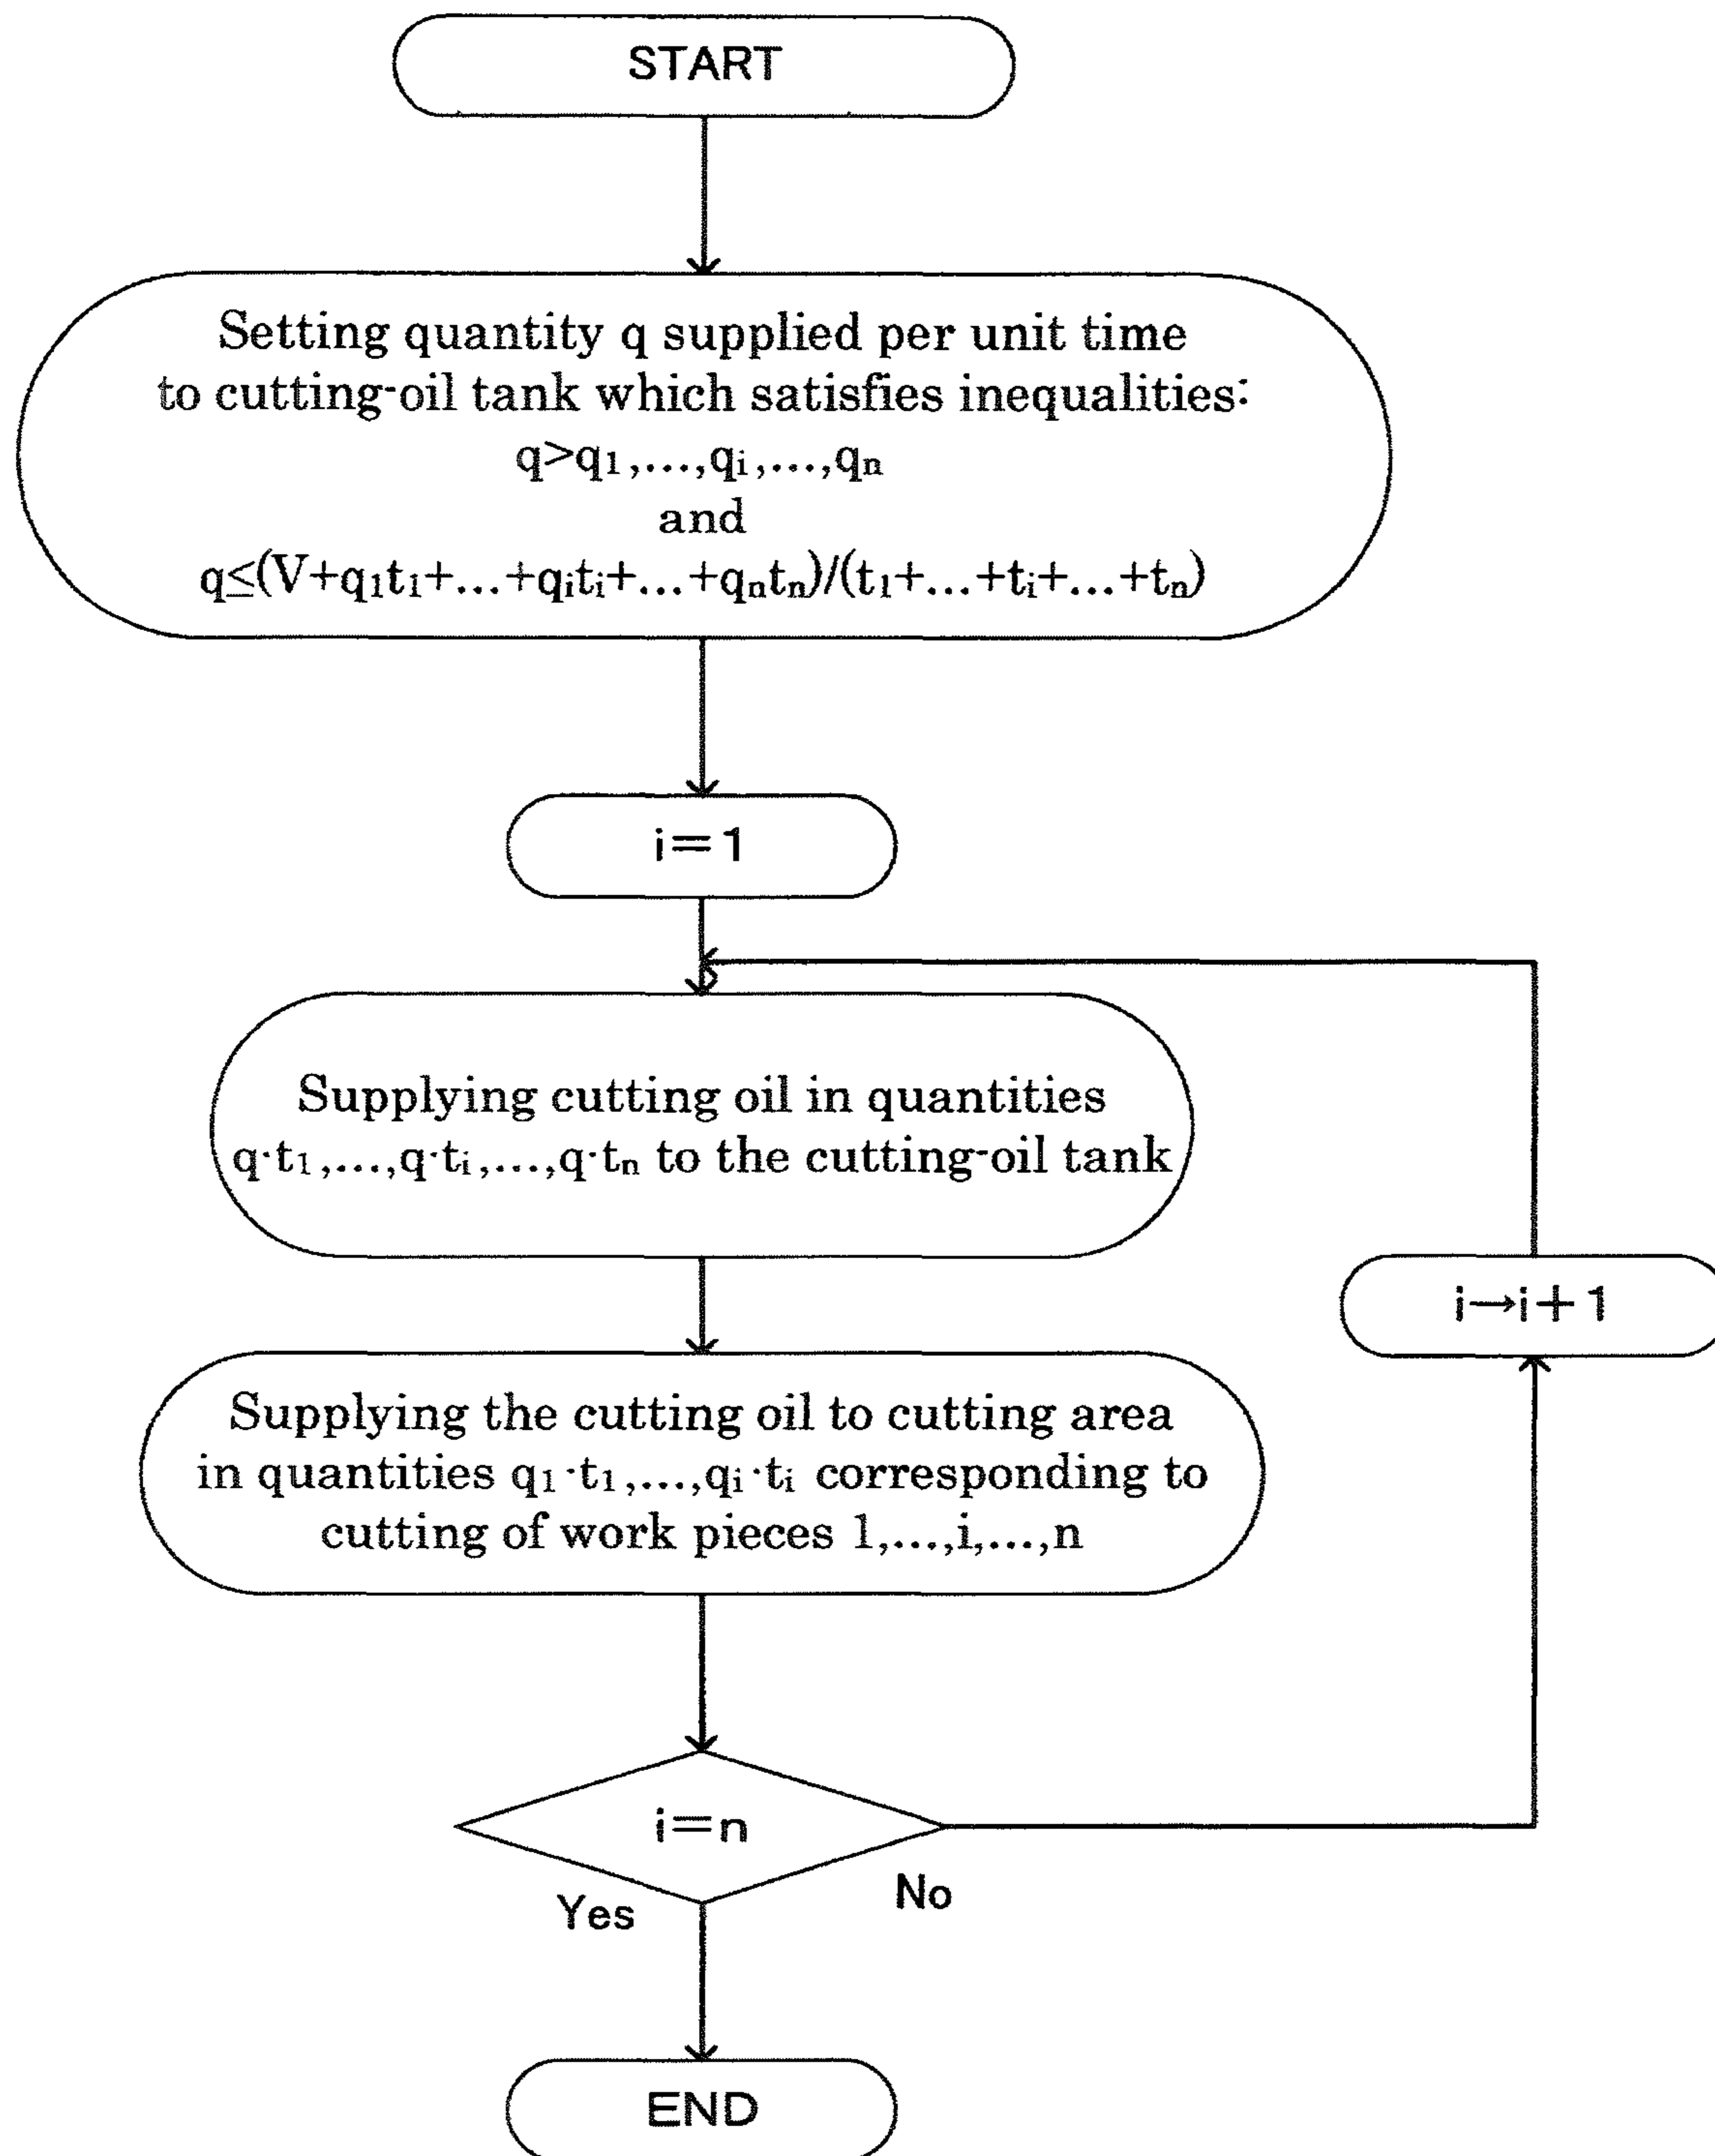 START
Setting quantity q supplied per unit time
to cutting-oil tank which satisfies inequalities:
q>q₁,...,qᵢ,...,qₙ
and
q≤(V+q₁t₁+...+qᵢtᵢ+...+qₙtₙ)/(t₁+...+tᵢ+...+tₙ)
i=1
Supplying cutting oil in quantities
q·t₁,...,q·tᵢ,...,q·tₙ to the cutting-oil tank
i→i+1
Supplying the cutting oil to cutting area
in quantities q₁·t₁,...,qᵢ·tᵢ corresponding to
cutting of work pieces 1,...,i,...,n
i=n
No
Yes
END